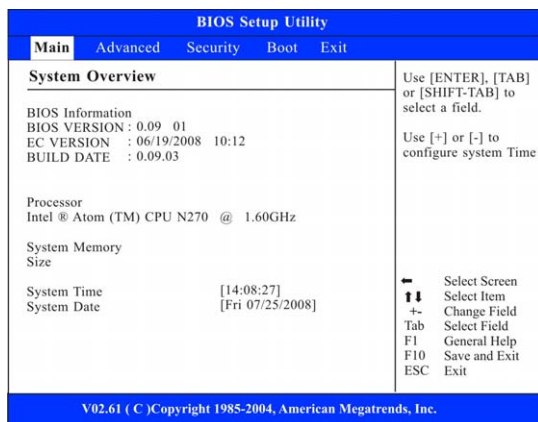 BIOS Setup Utility
Main Advanced Security Boot Exit
System Overview
BIOS Information
BIOS VERSION : 0.09 01
EC VERSION : 06/19/2008 10:12
BUILD DATE : 0.09.03
Processor
Intel ® Atom (TM) CPU N270 @ 1.60GHz
System Memory
Size
System Time [14:08:27]
System Date [Fri 07/25/2008]
Use [ENTER], [TAB]
or [SHIFT-TAB] to
select a field.
Use [+] or [-] to
configure system Time
← Select Screen
↑↓ Select Item
+- Change Field
Tab Select Field
F1 General Help
F10 Save and Exit
ESC Exit
V02.61 ( C )Copyright 1985-2004, American Megatrends, Inc.